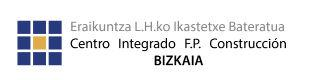 Eraikuntza L.H.ko Ikastetxe Bateratua
Centro Integrado F.P. Construcción
BIZKAIA